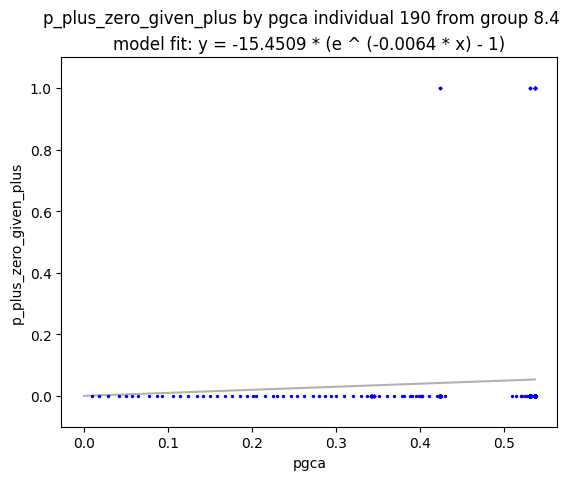 p_plus_zero_given_plus by pgca individual 190 from group 8.4
model fit: y = -15.4509 * (e ^ (-0.0064 * x) - 1)
1.0
0.8
0.6
0.4
0.2
0.0
p_plus_zero_given_plus
0.0 0.1 0.2 0.3 0.4 0.5
pgca